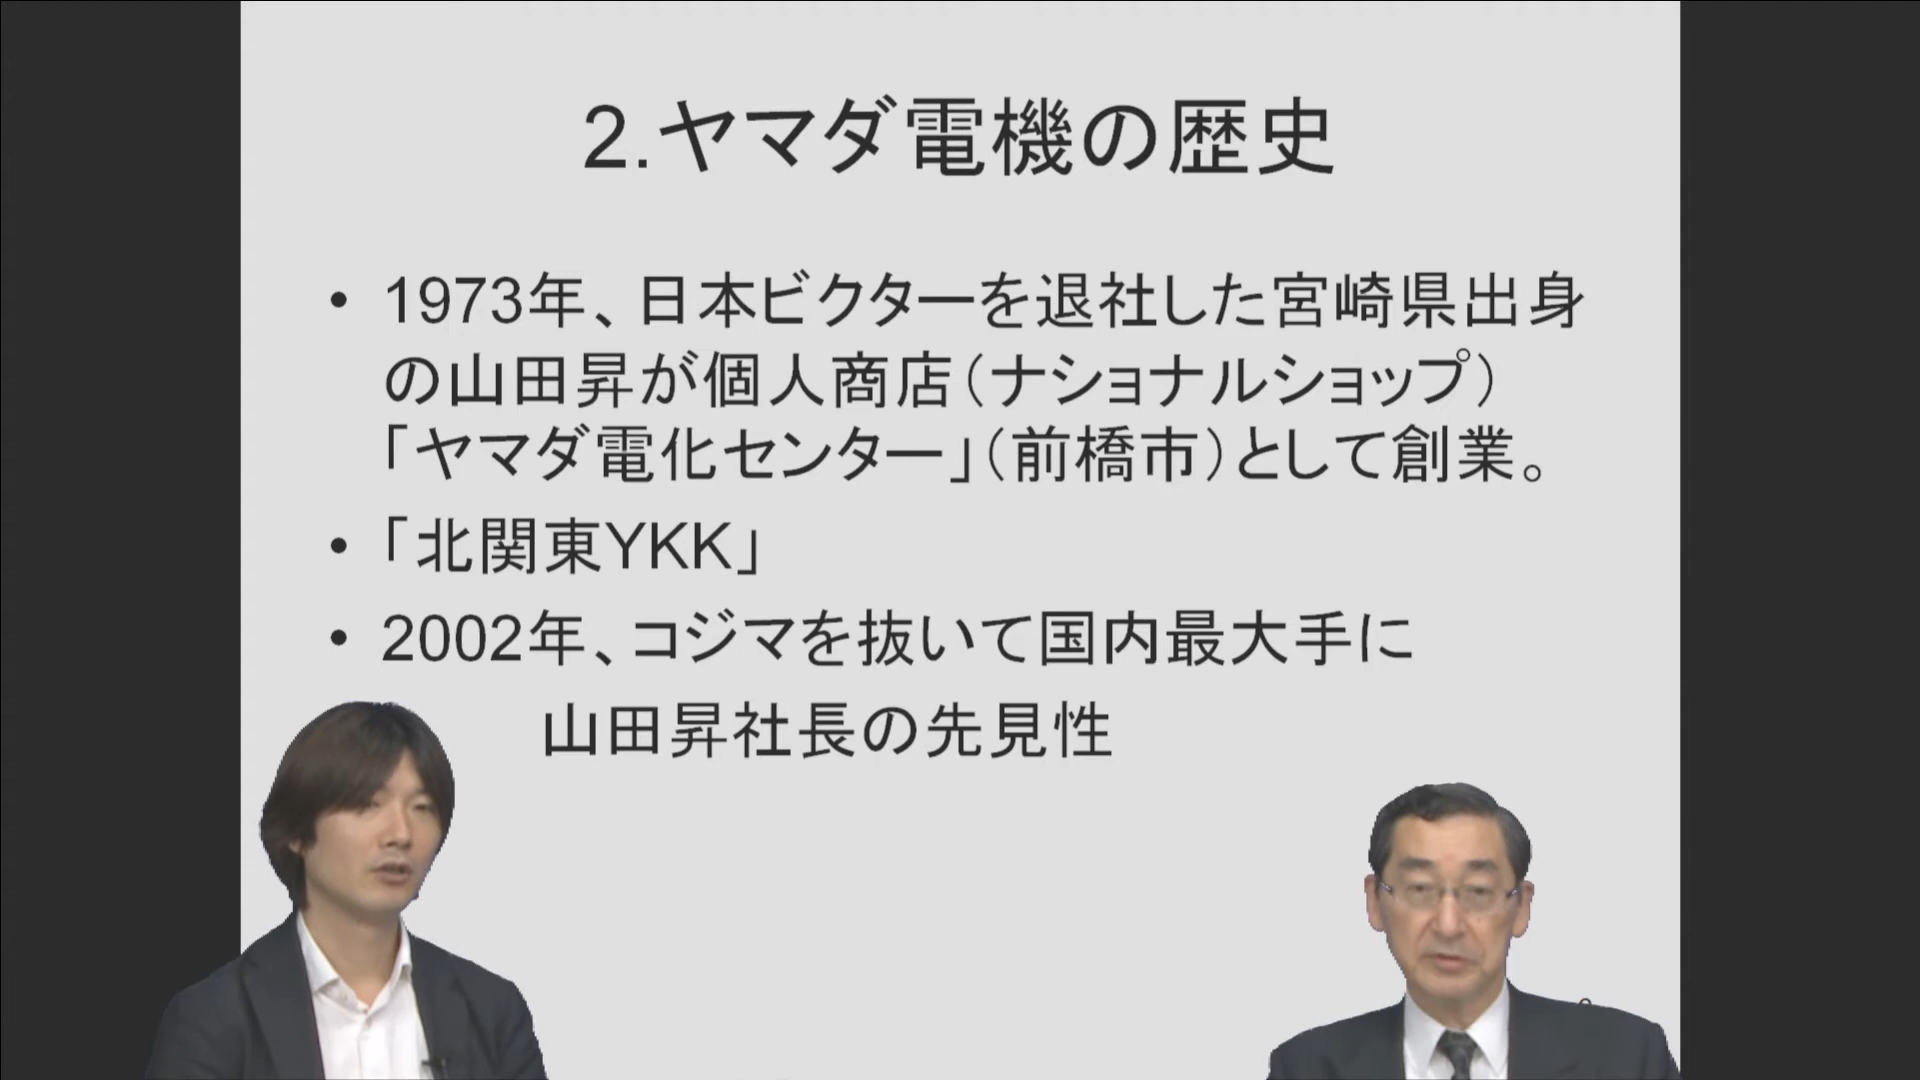 2.ヤマダ電機の歴史
• 1973年、日本ビクターを退社した宮崎県出身
の山田昇が個人商店（ナショナルショップ）
「ヤマダ電化センター」（前橋市）として創業。
• 「北関東YKK」
• 2002年、コジマを抜いて国内最大手に
山田昇社長の先見性